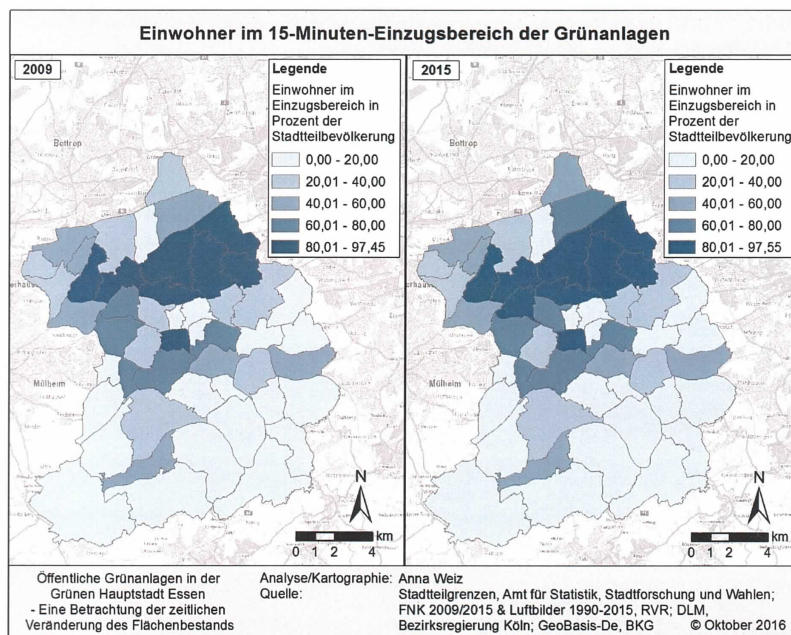 Einwohner im 15-Minuten-Einzugsbereich der Grünanlagen
2009
Legende
Einwohner im
Einzugsbereich in
Prozent der
Stadtteilbevölkerung
0,00 - 20,00
20,01 - 40,00
40,01 - 60,00
60,01 - 80,00
80,01 - 97,45
Bottrop
Mülheim
N
km
0 2 4
2015
Legende
Einwohner im
Einzugsbereich in
Prozent der
Stadtteilbevölkerung
0,00 - 20,00
20,01 - 40,00
40,01 - 60,00
60,01 - 80,00
80,01 - 97,55
Bottrop
Mülheim
N
km
0 2 4
Öffentliche Grünanlagen in der
Grünen Hauptstadt Essen
- Eine Betrachtung der zeitlichen
Veränderung des Flächenbestands
Analyse/Kartographie: Anna Weiz
Quelle: Stadtteilgrenzen, Amt für Statistik, Stadtforschung und Wahlen;
FNK 2009/2015 & Luftbilder 1990-2015, RVR; DLM,
Bezirksregierung Köln; GeoBasis-De, BKG © Oktober 2016